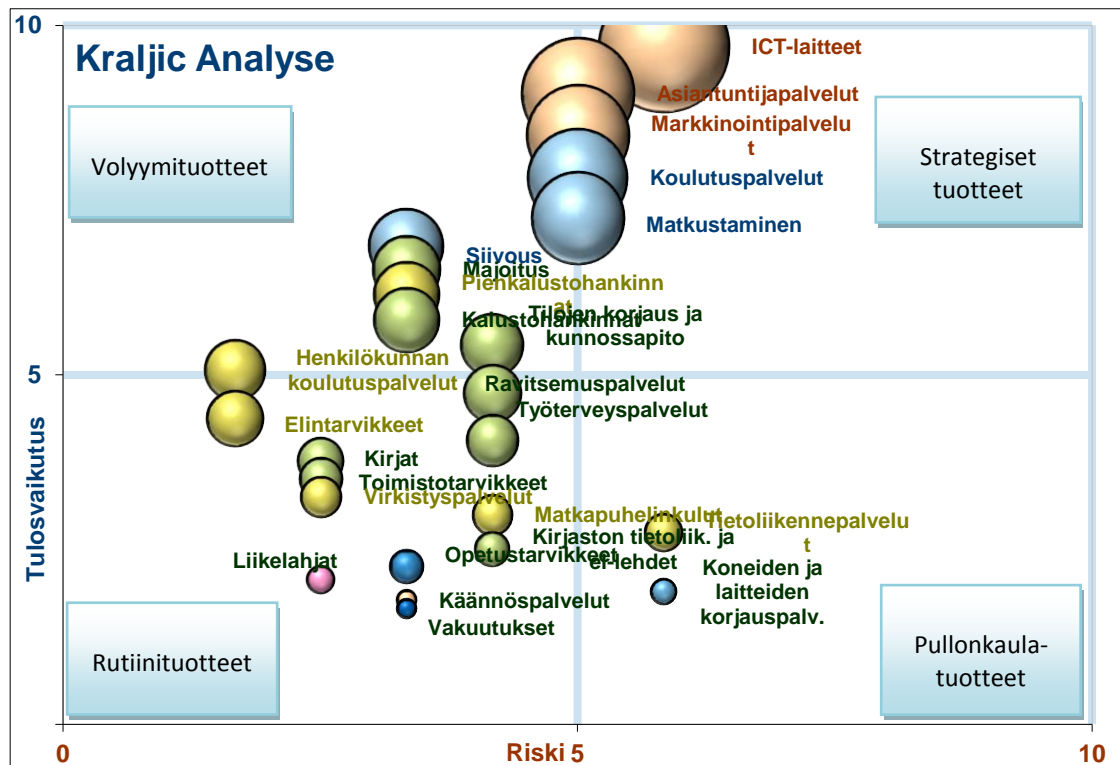 10
Kraljic Analyse
ICT-laitteet
Asiantuntijapalvelut
Markkinointipalvelu
t
Volyymituotteet
Strategiset
tuotteet
Koulutuspalvelut
Matkustaminen
Siivous
Majoitus
Pienkalustohankinn
at
Kalustohankinnat
Tilojen korjaus ja
kunnossapito
5
Henkilökunnan
koulutuspalvelut
Ravitsemuspalvelut
Työterveyspalvelut
Elintarvikkeet
Kirjat
Toimistotarvikkeet
Virkistyspalvelut
Matkapuhelinkulut
Tietoliikennepalvelu
t
Kirjaston tietoliik. ja
el-lehdet
Opetustarvikkeet
Liikelahjat
Koneiden ja
laitteiden
korjauspalv.
Käännöspalvelut
Vakuutukset
Tulosvaikutus
Rutiinituotteet
Pullonkaula-
tuotteet
0
Riski
5
10